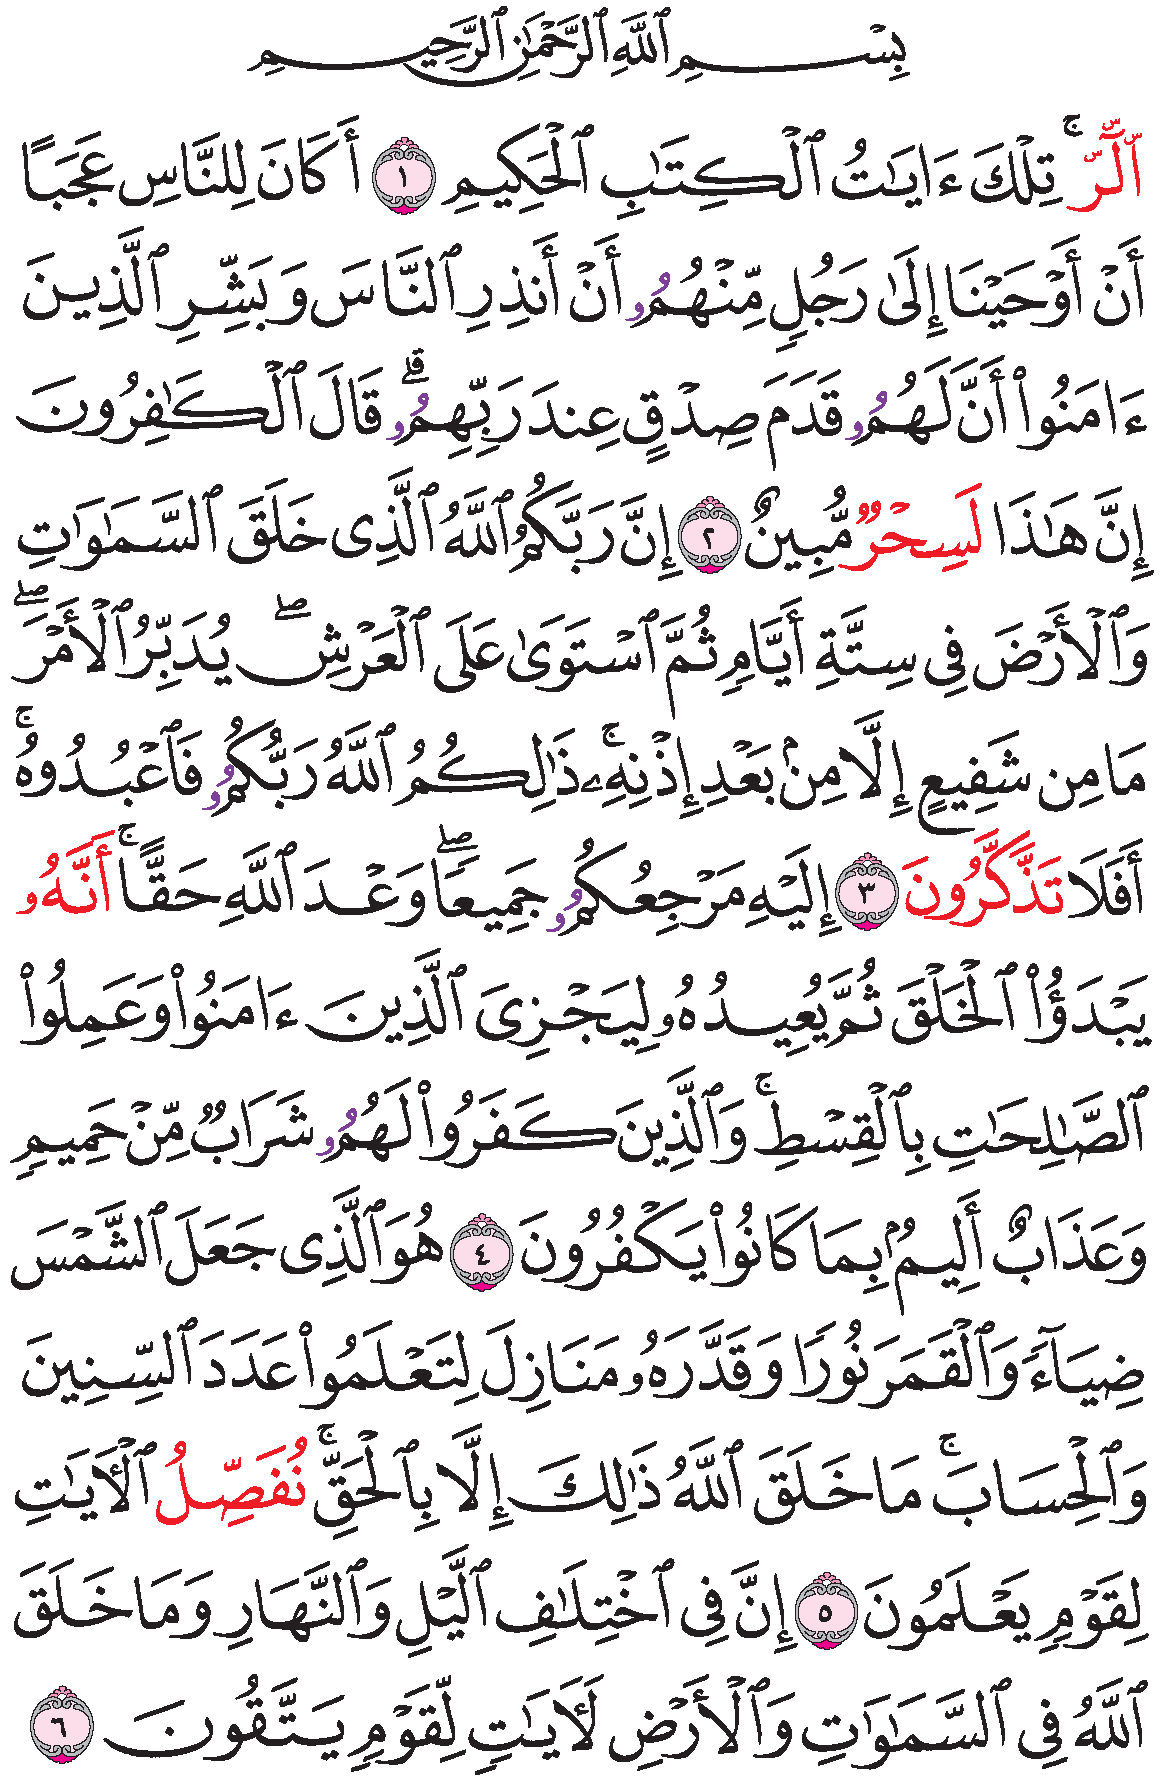 بِسْمِ ٱللَّهِ ٱلرَّحْمَٰنِ ٱلرَّحِيمِ
الٓرۚ تِلْكَ ءَايَٰتُ ٱلْكِتَٰبِ ٱلْحَكِيمِ ١ أَكَانَ لِلنَّاسِ عَجَبًا
أَنْ أَوْحَيْنَا إِلَىٰ رَجُلٍ مِّنْهُمُۥ أَنْ أَنذِرِ ٱلنَّاسَ وَبَشِّرِ ٱلَّذِينَ
ءَامَنُوا۟ أَنَّ لَهُمُۥ قَدَمَ صِدْقٍ عِندَ رَبِّهِمُۥۗ قَالَ ٱلْكَٰفِرُونَ
إِنَّ هَٰذَا لَسِحْرٌ مُّبِينٌ ٢ إِنَّ رَبَّكُمُ ٱللَّهُ ٱلَّذِى خَلَقَ ٱلسَّمَٰوَٰتِ
وَٱلْأَرْضَ فِى سِتَّةِ أَيَّامٍ ثُمَّ ٱسْتَوَىٰ عَلَى ٱلْعَرْشِۖ يُدَبِّرُ ٱلْأَمْرَۖ
مَا مِن شَفِيعٍ إِلَّا مِنۢ بَعْدِ إِذْنِهِۦۚ ذَٰلِكُمُ ٱللَّهُ رَبُّكُمُۥ فَٱعْبُدُوهُۚ
أَفَلَا تَذَّكَّرُونَ ٣ إِلَيْهِ مَرْجِعُكُمُۥ جَمِيعًاۖ وَعْدَ ٱللَّهِ حَقًّاۚ أَنَّهُۥ
يَبْدَؤُا۟ ٱلْخَلْقَ ثُمَّ يُعِيدُهُۥ لِيَجْزِىَ ٱلَّذِينَ ءَامَنُوا۟ وَعَمِلُوا۟
ٱلصَّٰلِحَٰتِ بِٱلْقِسْطِۚ وَٱلَّذِينَ كَفَرُوا۟ لَهُمُۥ شَرَابٌ مِّنْ حَمِيمٍ
وَعَذَابٌ أَلِيمٌۢ بِمَا كَانُوا۟ يَكْفُرُونَ ٤ هُوَ ٱلَّذِى جَعَلَ ٱلشَّمْسَ
ضِيَآءً وَٱلْقَمَرَ نُورًا وَقَدَّرَهُۥ مَنَازِلَ لِتَعْلَمُوا۟ عَدَدَ ٱلسِّنِينَ
وَٱلْحِسَابَۚ مَا خَلَقَ ٱللَّهُ ذَٰلِكَ إِلَّا بِٱلْحَقِّۚ نُفَصِّلُ ٱلْأَيَٰتِ
لِقَوْمٍ يَعْلَمُونَ ٥ إِنَّ فِى ٱخْتِلَٰفِ ٱلَّيْلِ وَٱلنَّهَارِ وَمَا خَلَقَ
ٱللَّهُ فِى ٱلسَّمَٰوَٰتِ وَٱلْأَرْضِ لَأَيَٰتٍ لِّقَوْمٍ يَتَّقُونَ ٦